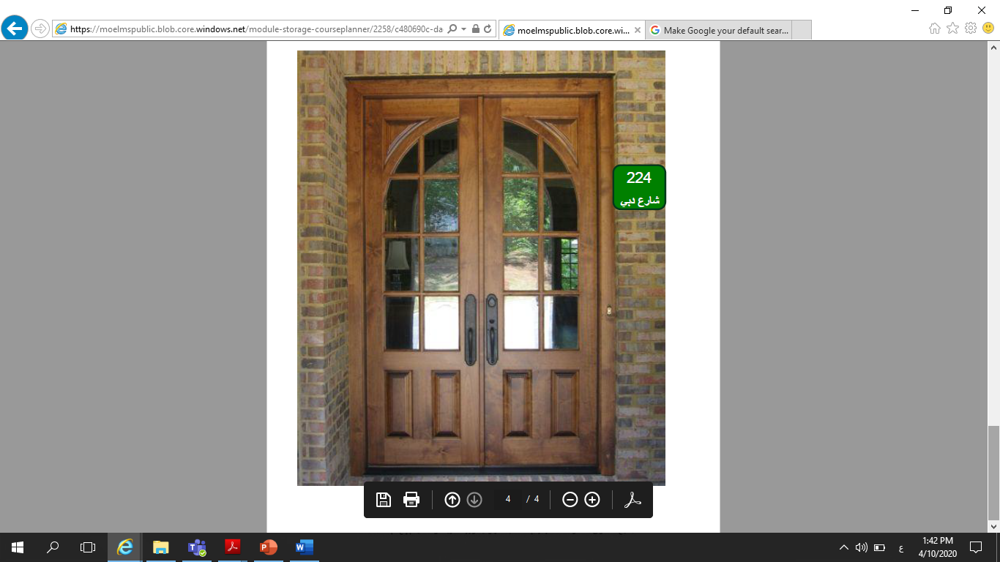 https://moelmspublic.blob.core.windows.net/module-storage-courseplanner/2258/c480690c-da
moelmspublic.blob.core.wi...
Make Google your default sear...
224
شارع دبي
4 / 4
ع
1:42 PM
4/10/2020